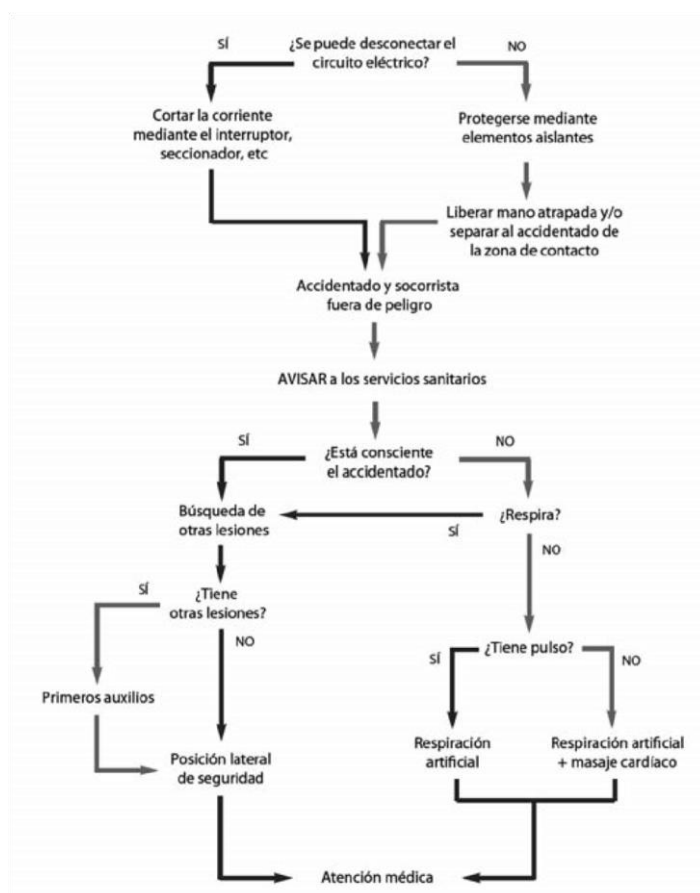 SÍ
¿Se puede desconectar el
circuito eléctrico?
NO
Cortar la corriente
mediante el interruptor,
seccionador, etc
Protegerse mediante
elementos aislantes
Liberar mano atrapada y/o
separar al accidentado de
la zona de contacto
Accidentado y socorrista
fuera de peligro
AVISAR a los servicios sanitarios
SÍ
¿Está consciente
el accidentado?
NO
Búsqueda de
otras lesiones
SÍ
¿Respira?
NO
SÍ
¿Tiene
otras lesiones?
NO
SÍ
¿Tiene pulso?
NO
Primeros auxilios
Posición lateral
de seguridad
Respiración
artificial
Respiración artificial
+ masaje cardíaco
Atención médica